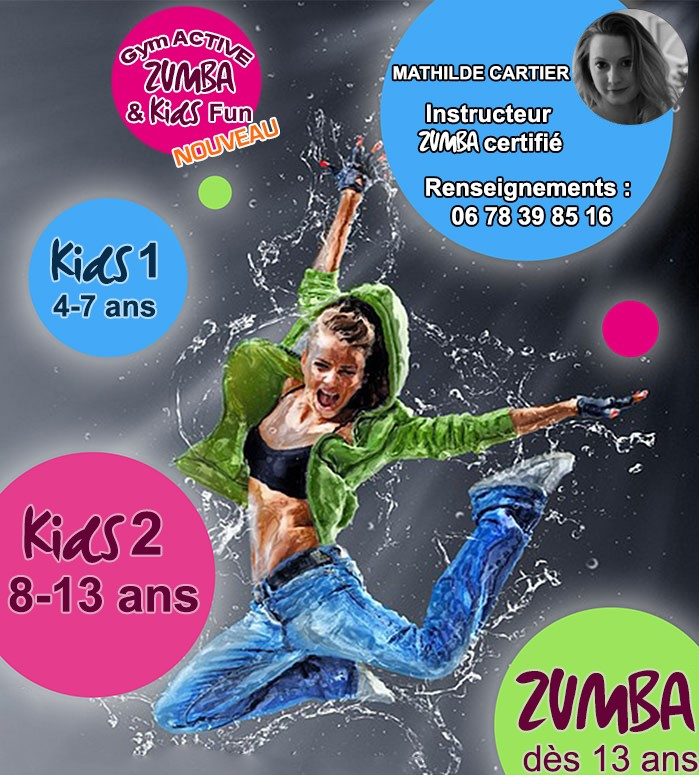 Gym ACTIVE
ZUMBA
& Kids Fun
NOUVEAU
MATHILDE CARTIER
Instructeur
ZUMBA certifié
Renseignements :
06 78 39 85 16
Kids 1
4-7 ans
Kids 2
8-13 ans
ZUMBA
dès 13 ans